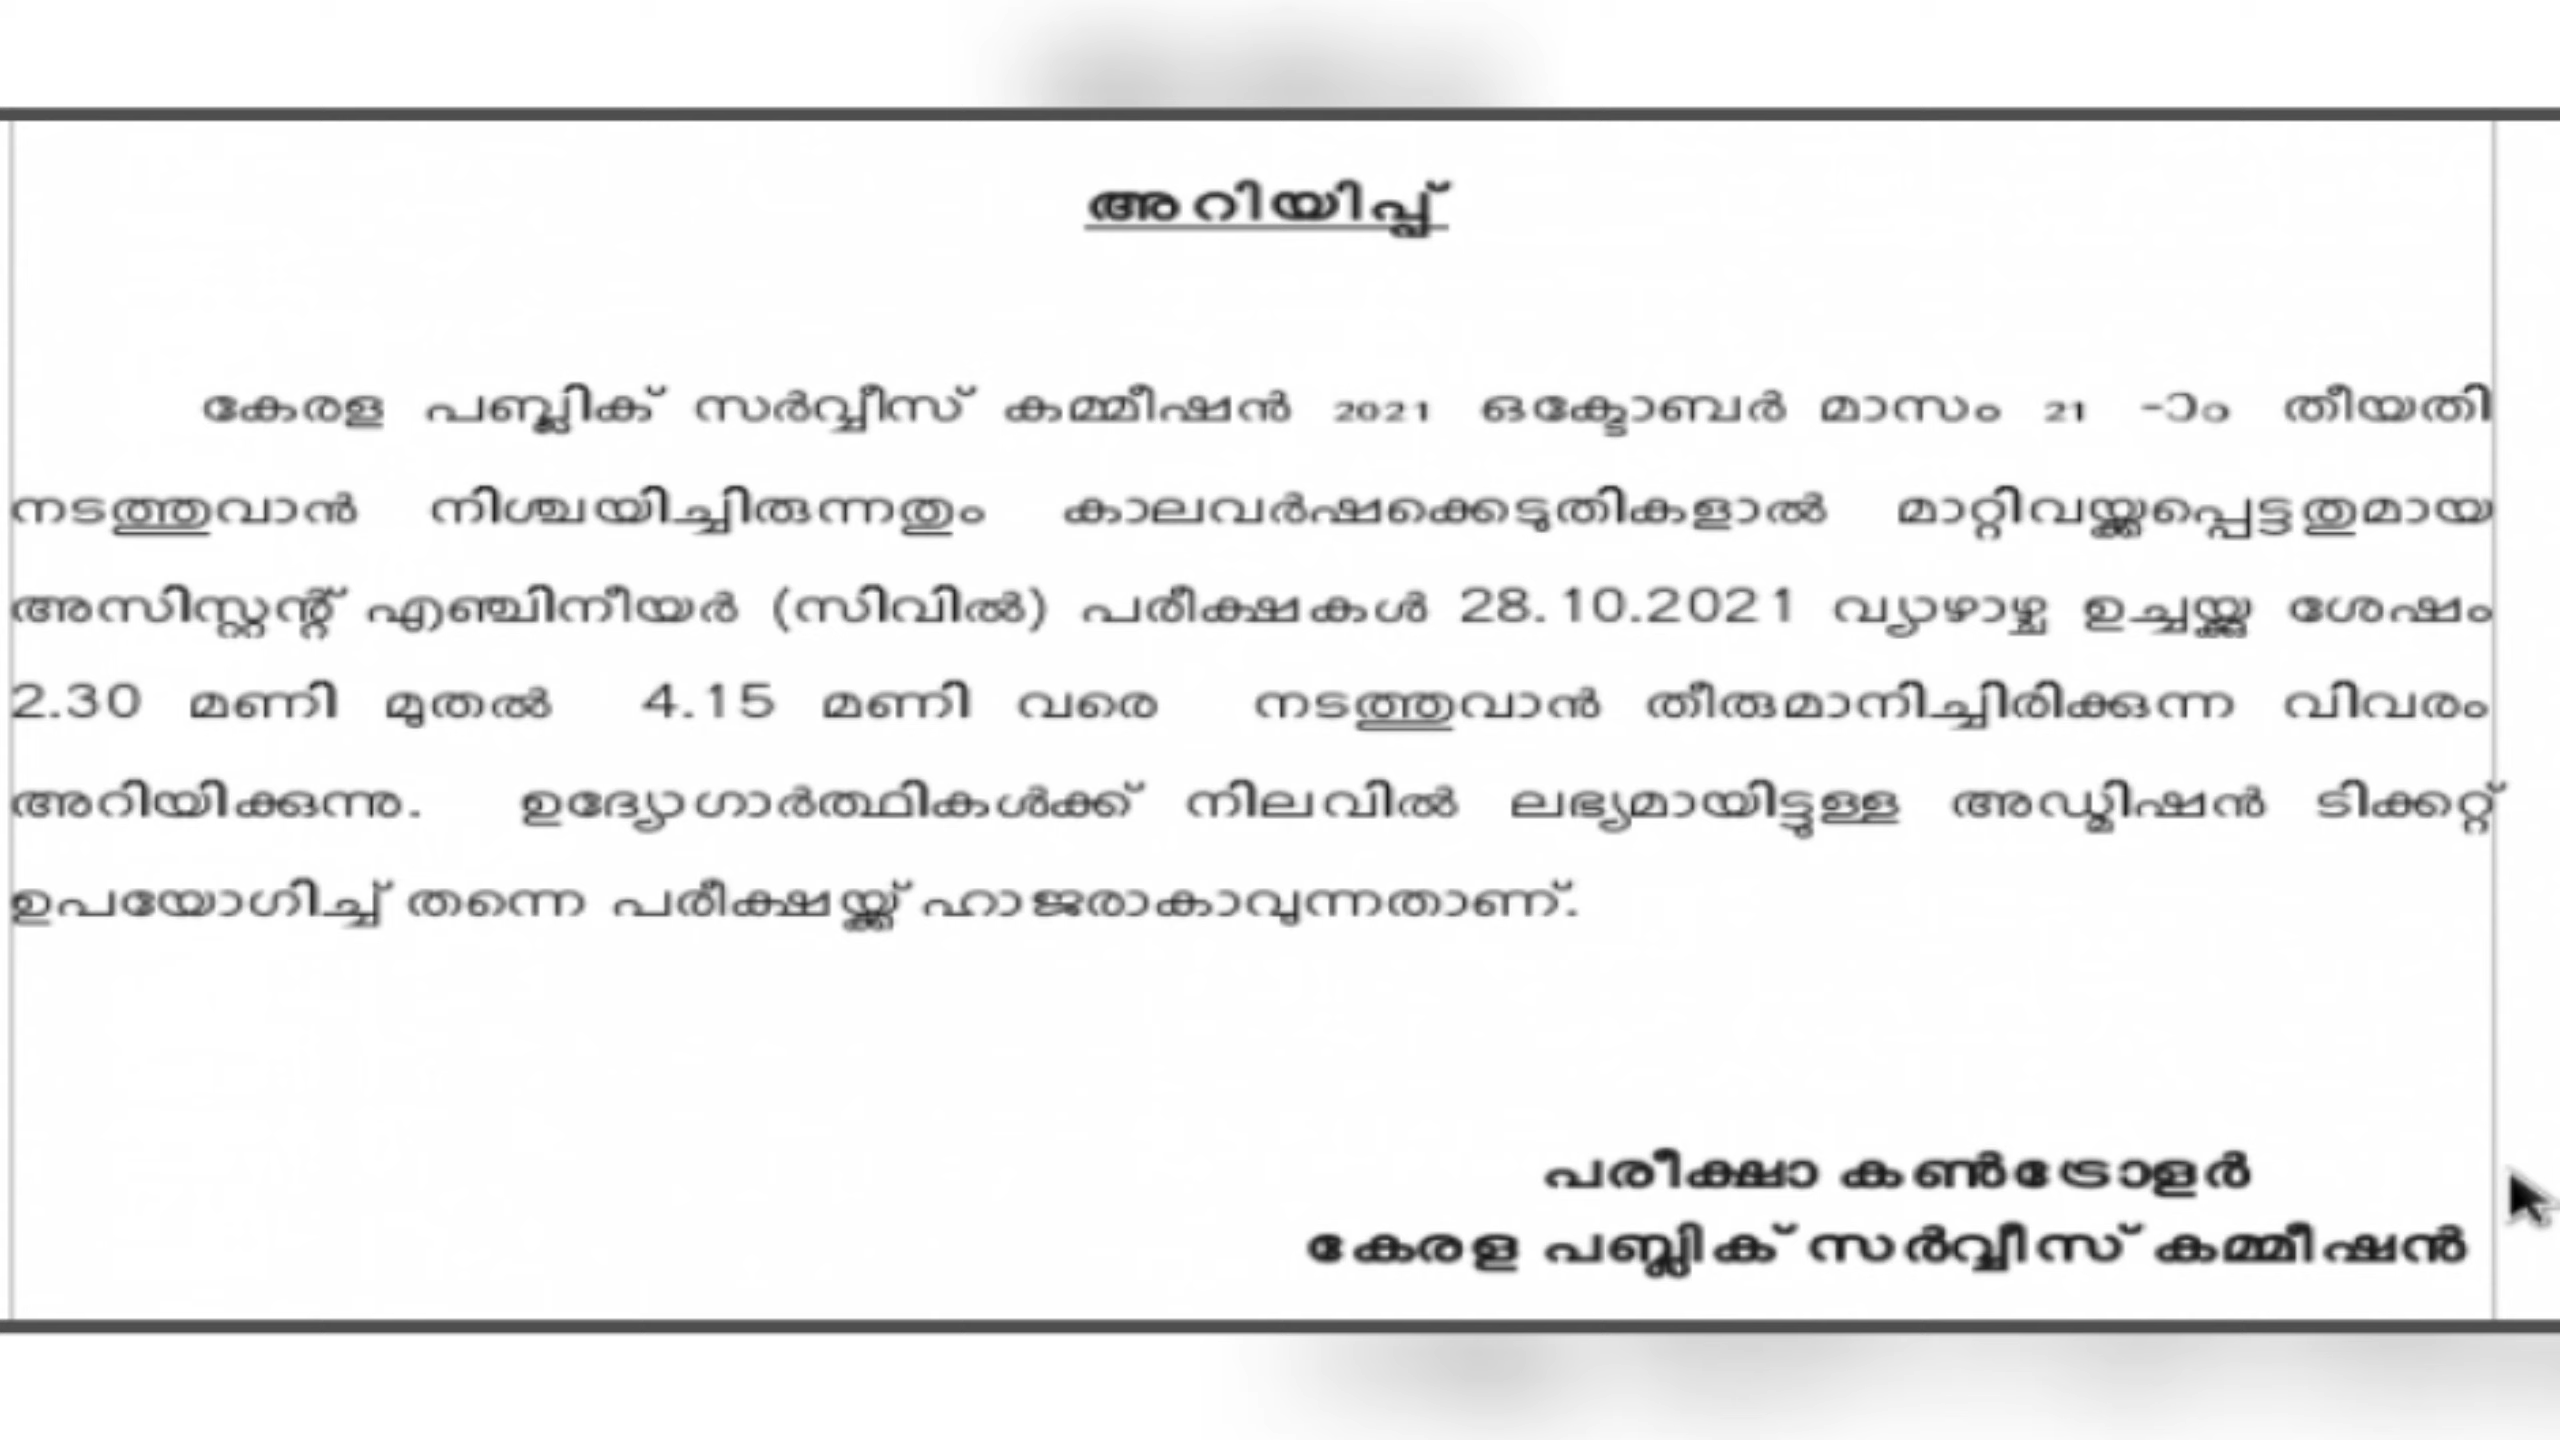 അറിയിപ്പ്
കേരള പബ്ലിക് സർവ്വീസ് കമ്മീഷൻ 2021 ഒക്ടോബർ മാസം 21 -ാം തീയതി
നടത്തുവാൻ നിശ്ചയിച്ചിരുന്നതും കാലവർഷക്കെടുതികളാൽ മാറ്റിവയ്ക്കപ്പെട്ടതുമായ
അസിസ്റ്റന്റ് എഞ്ചിനീയർ (സിവിൽ) പരീക്ഷകൾ 28.10.2021 വ്യാഴാഴ്ച ഉച്ചയ്ക്കു ശേഷം
2.30 മണി മുതൽ 4.15 മണി വരെ നടത്തുവാൻ തീരുമാനിച്ചിരിക്കുന്ന വിവരം
അറിയിക്കുന്നു. ഉദ്യോഗാർത്ഥികൾക്ക് നിലവിൽ ലഭ്യമായിട്ടുള്ള അഡ്മിഷൻ ടിക്കറ്റ്
ഉപയോഗിച്ച് തന്നെ പരീക്ഷയ്ക്ക് ഹാജരാകാവുന്നതാണ്.
പരീക്ഷാ കൺട്രോളർ
കേരള പബ്ലിക് സർവ്വീസ് കമ്മീഷൻ